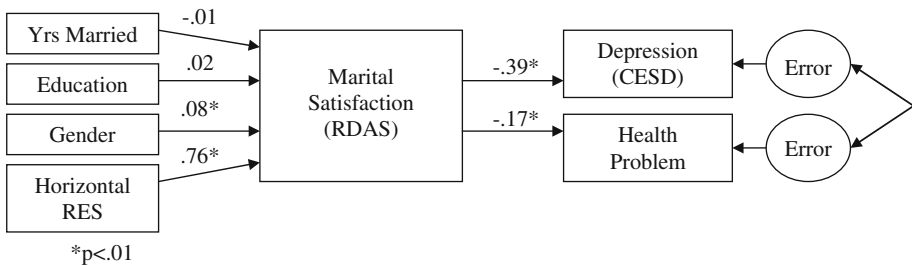 Yrs Married
Education
Gender
Horizontal
RES
-.01
.02
.08*
.76*
Marital
Satisfaction
(RDAS)
-.39*
-.17*
Depression
(CESD)
Health
Problem
Error
Error
*p<.01